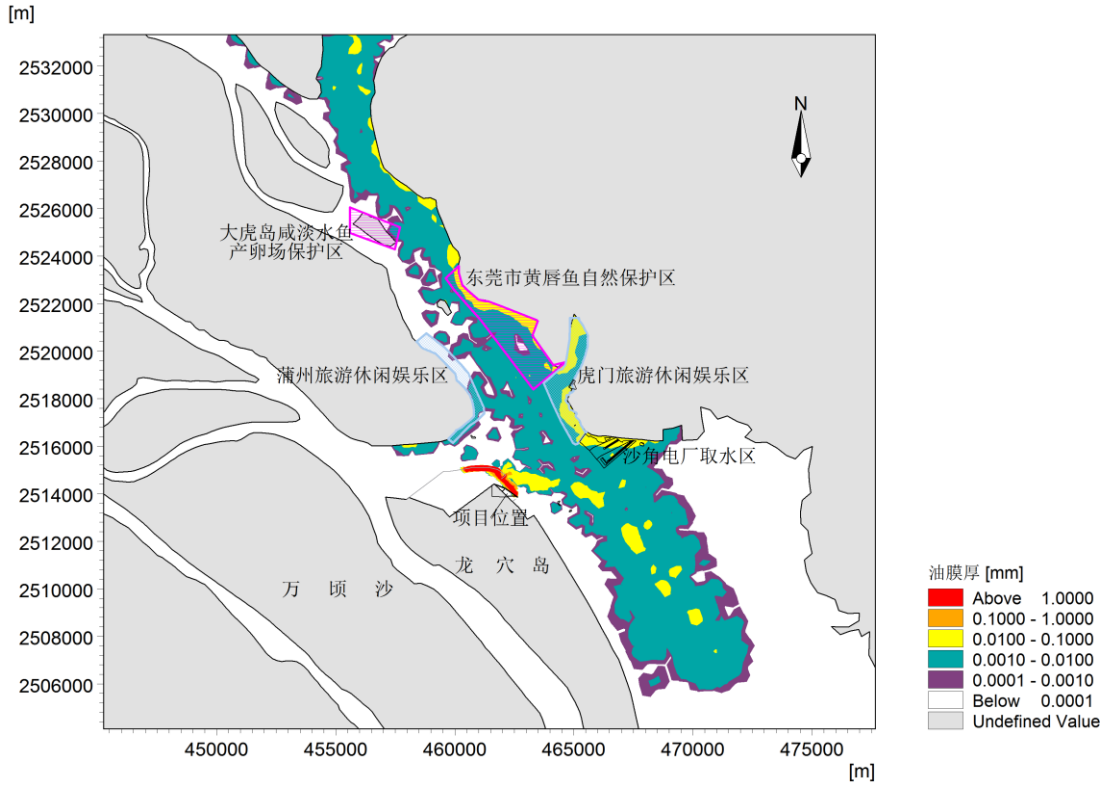 [m]
2532000
2530000
2528000
2526000
2524000
2522000
2520000
2518000
2516000
2514000
2512000
2510000
2508000
2506000
N
大虎岛咸淡水鱼
产卵场保护区
东莞市黄唇鱼自然保护区
蒲州旅游休闲娱乐区
虎门旅游休闲娱乐区
沙角电厂取水区
项目位置
龙穴岛
万顷沙
450000 455000 460000 465000 470000 475000
[m]
油膜厚 [mm]
Above 1.0000
0.1000 - 1.0000
0.0100 - 0.1000
0.0010 - 0.0100
0.0001 - 0.0010
Below 0.0001
Undefined Value